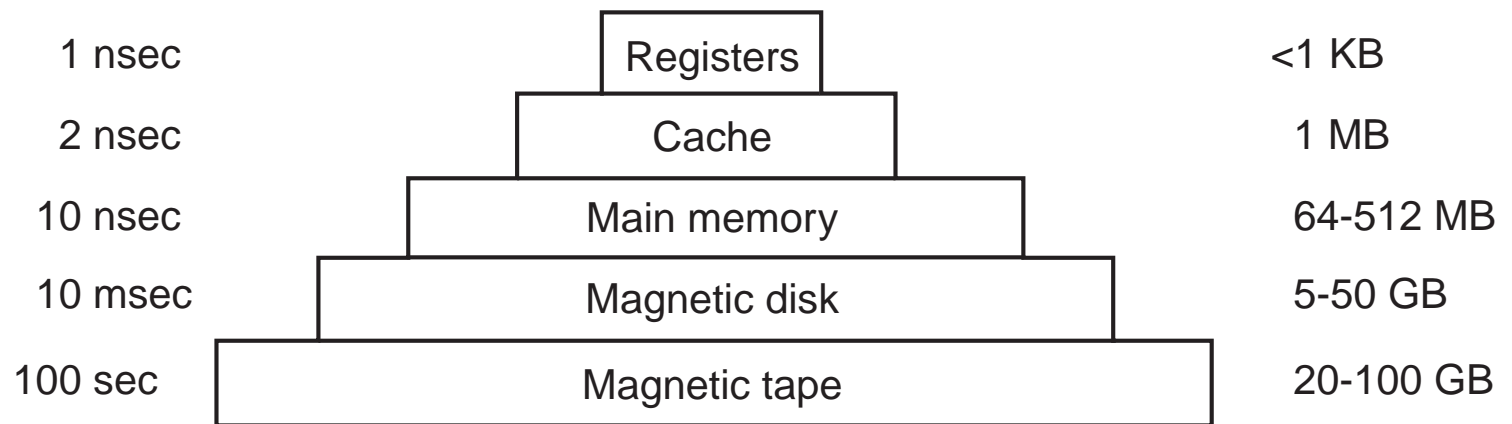 1 nsec Registers <1 KB
2 nsec Cache 1 MB
10 nsec Main memory 64-512 MB
10 msec Magnetic disk 5-50 GB
100 sec Magnetic tape 20-100 GB